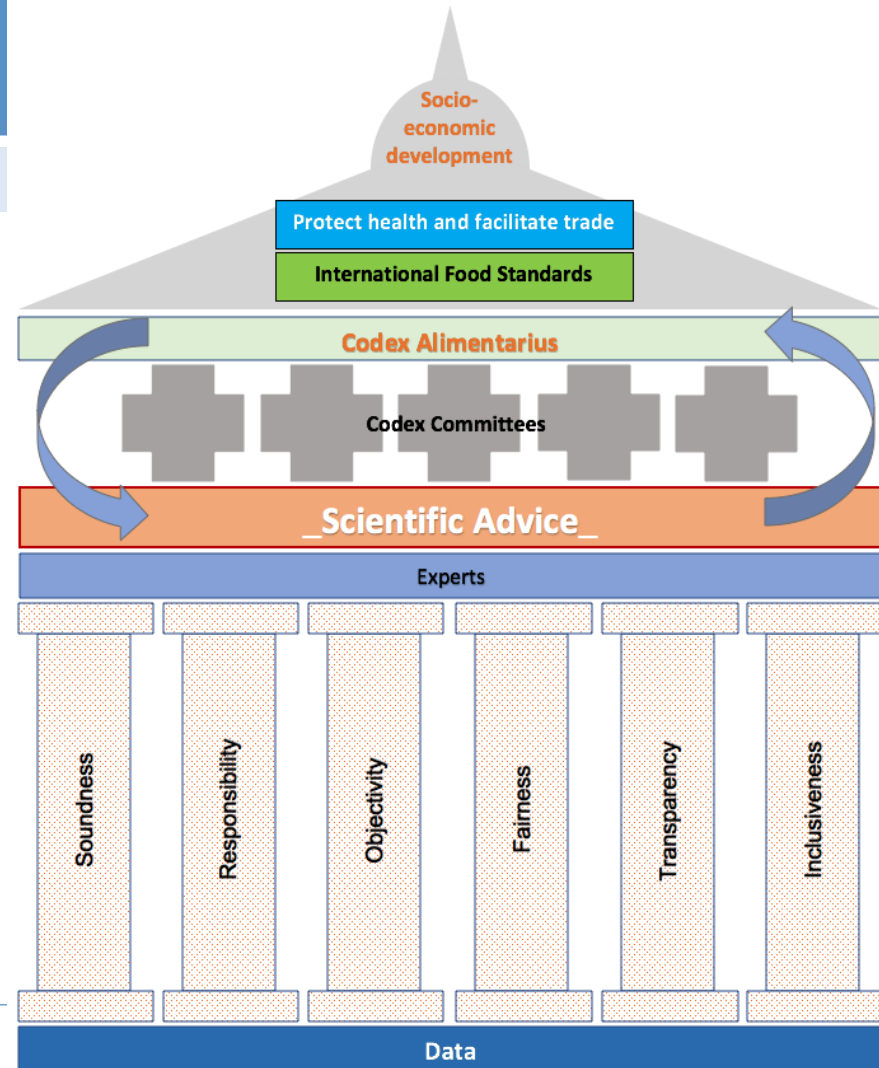 Socio-
economic
development
Protect health and facilitate trade
International Food Standards
Codex Alimentarius
Codex Committees
_Scientific Advice_
Experts
Soundness
Responsibility
Objectivity
Fairness
Transparency
Inclusiveness
Data